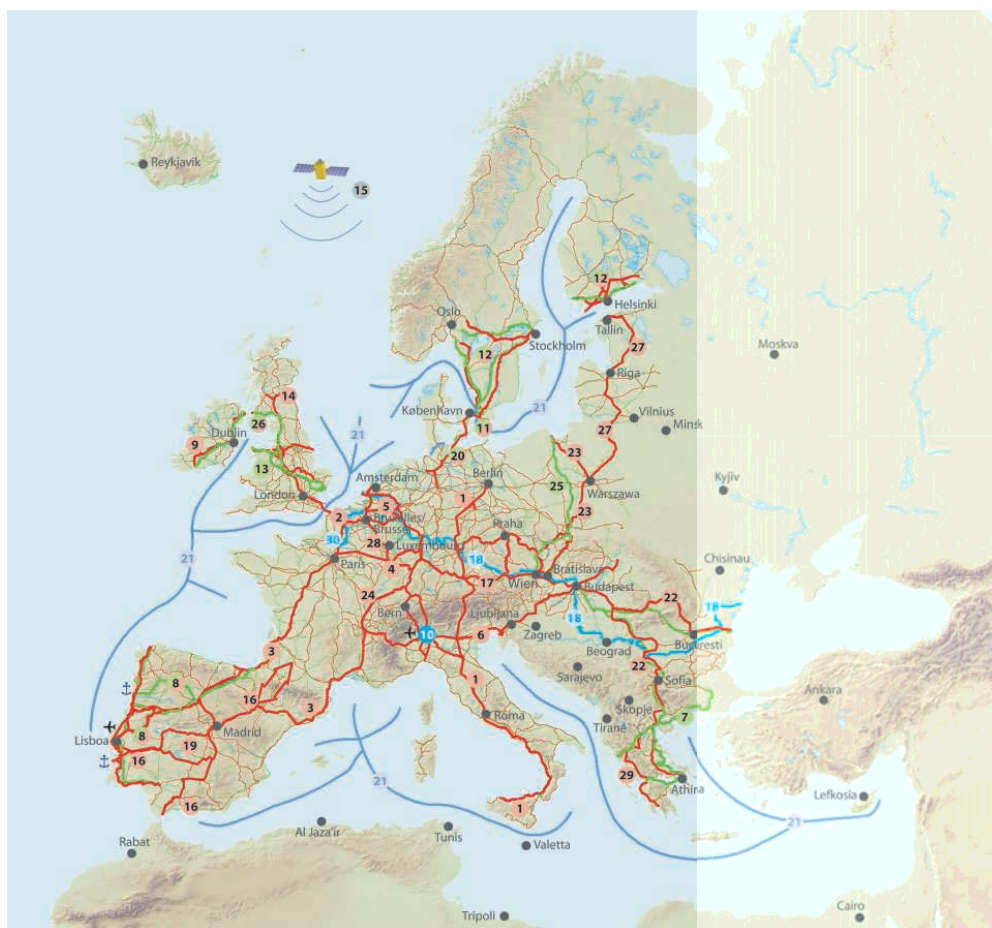 Reykjavik
15
12
Helsinki
Oslo
Tallin
Stockholm
12
27
Moskva
Riga
14
København
21
Vilnius
26
11
Minsk
Dublin
21
27
9
20
23
13
Berlin
Kyjîv
Amsterdam
25
Warszawa
London
1
5
2
Bruxelles/
Brussel
23
Praha
30
28
Luxembourg
21
18
Paris
4
Bratislava
Chisinau
Wien
17
Budapest
24
22
Bern
Ljubljana
18
18
10
6
Zagreb
Bucuresti
3
Beograd
22
Sarajevo
1
8
16
Sofia
Ankara
3
Skopje
Roma
7
Madrid
Tirane
8
Lisboa
19
16
29
21
Athina
Lefkosia
16
1
21
Al Jaza'ir
Tunis
Rabat
Valetta
Cairo
Tripoli